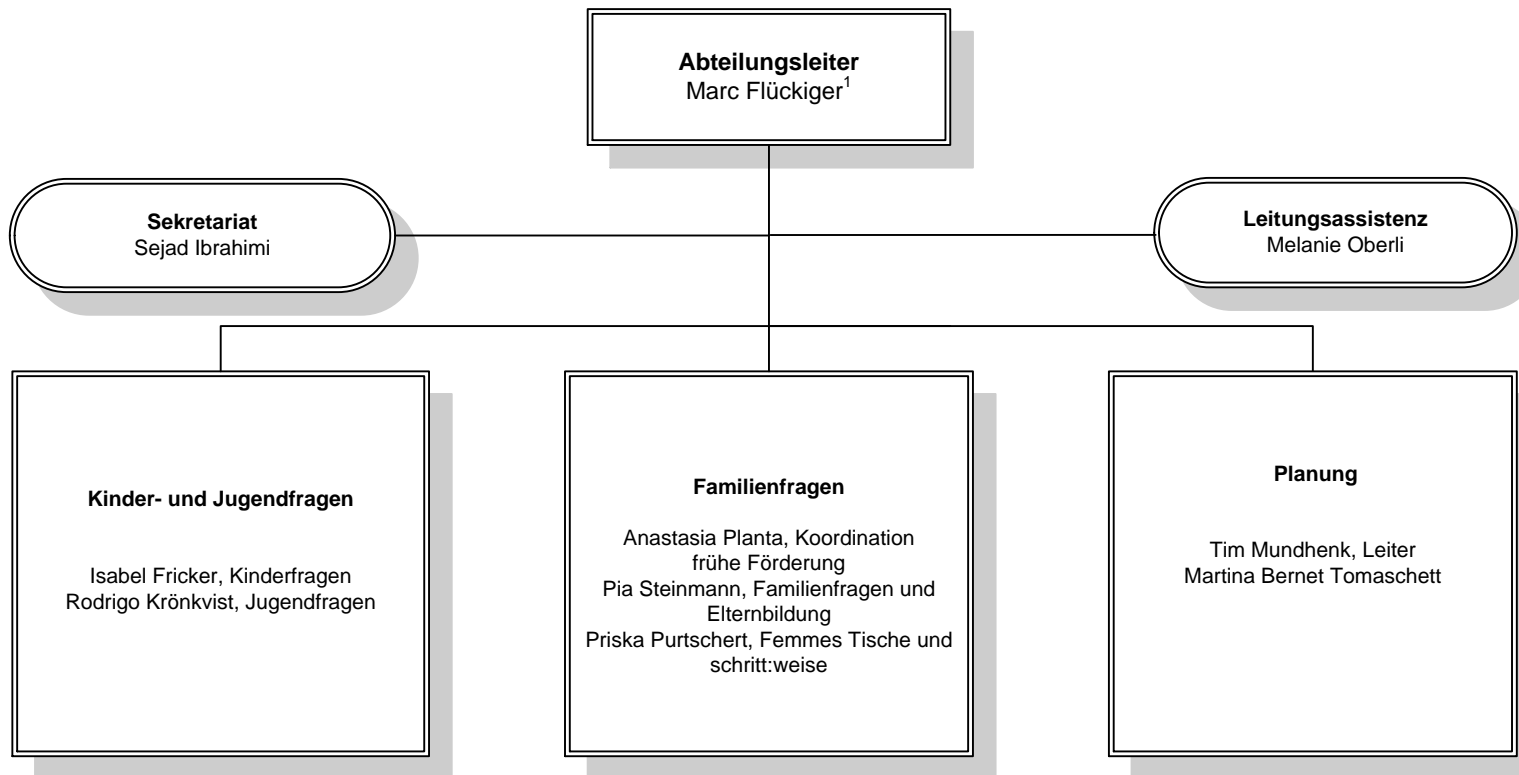 Abteilungsleiter
Marc Flückiger¹
Sekretariat
Sejad Ibrahimi
Leitungsassistenz
Melanie Oberli
Kinder- und Jugendfragen
Isabel Fricker, Kinderfragen
Rodrigo Krönkvist, Jugendfragen
Familienfragen
Anastasia Planta, Koordination
frühe Förderung
Pia Steinmann, Familienfragen und
Elternbildung
Priska Purtschert, Femmes Tische und
schritt:weise
Planung
Tim Mundhenk, Leiter
Martina Bernet Tomaschett